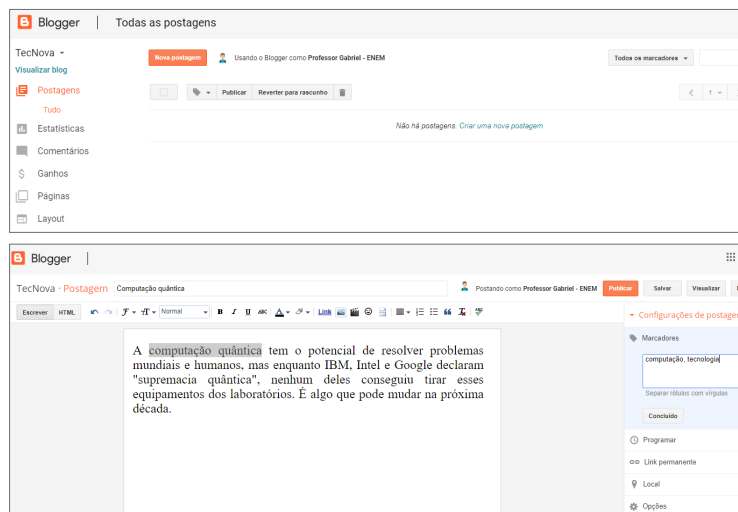 Blogger | Todas as postagens
TecNova
Visualizar blog
Nova postagem Usando o Blogger como Professor Gabriel - ENEM Todos os marcadores
Postagens
Tudo
Publicar Reverter para rascunho 1
Estatísticas
Não há postagens. Criar uma nova postagem
Comentários
Ganhos
Páginas
Layout
Blogger |
TecNova · Postagem Computação quântica Postando como Professor Gabriel - ENEM Publicar Salvar Visualizar
Escrever HTML Normal B I U ABC A Link
Configurações de postagem
Marcadores
computação, tecnologia
Separar rótulos com vírgulas
Concluído
Programar
Link permanente
Local
Opções
A computação quântica tem o potencial de resolver problemas
mundiais e humanos, mas enquanto IBM, Intel e Google declaram
"supremacia quântica", nenhum deles conseguiu tirar esses
equipamentos dos laboratórios. É algo que pode mudar na próxima
década.